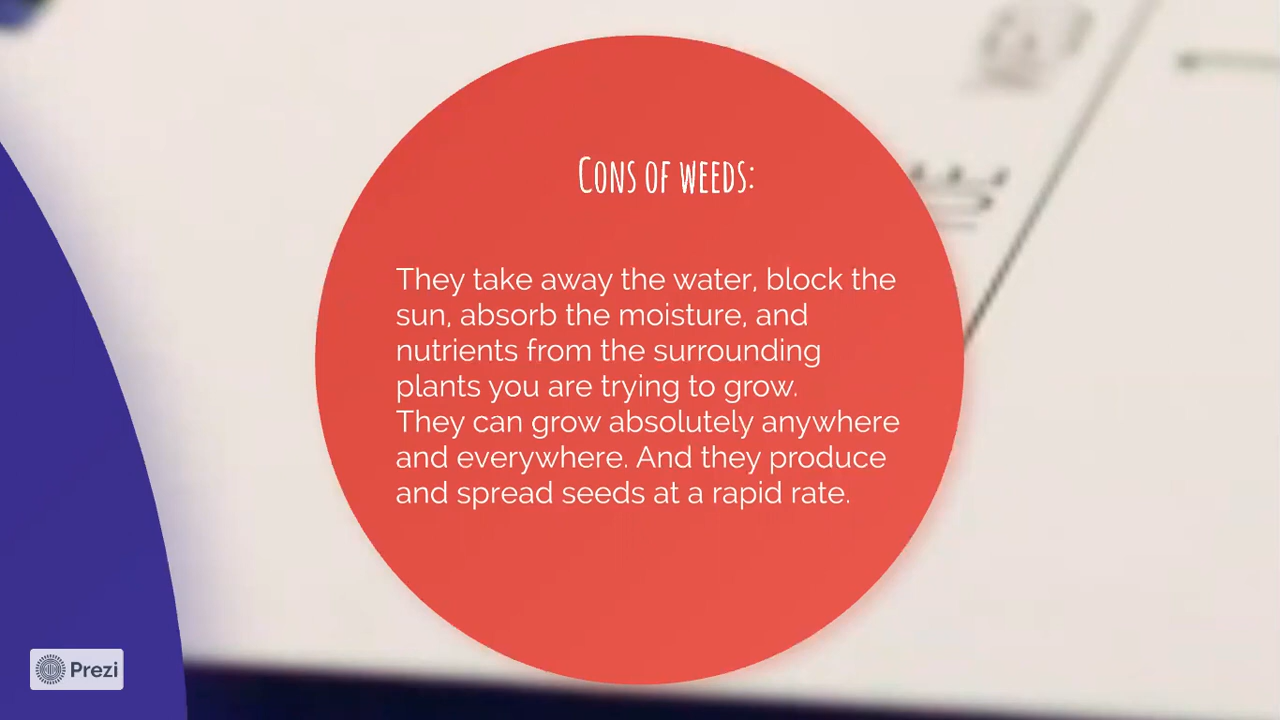 Cons of weeds:
They take away the water, block the
sun, absorb the moisture, and
nutrients from the surrounding
plants you are trying to grow.
They can grow absolutely anywhere
and everywhere. And they produce
and spread seeds at a rapid rate.
Prezi